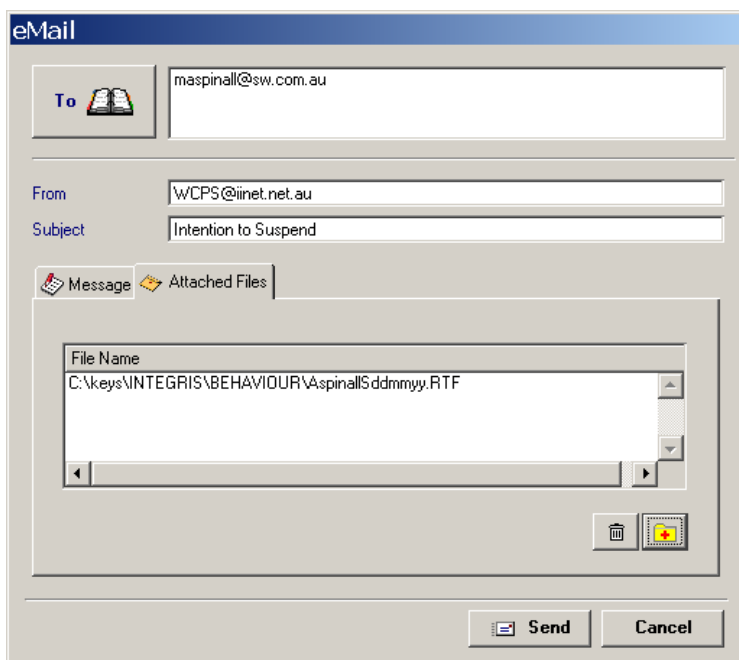 eMail
To
maspinall@sw.com.au
From
WCPS@iinet.net.au
Subject
Intention to Suspend
Message
Attached Files
File Name
C:\keys\INTEGRIS\BEHAVIOUR\AspinallSddmmyy.RTF
Send
Cancel